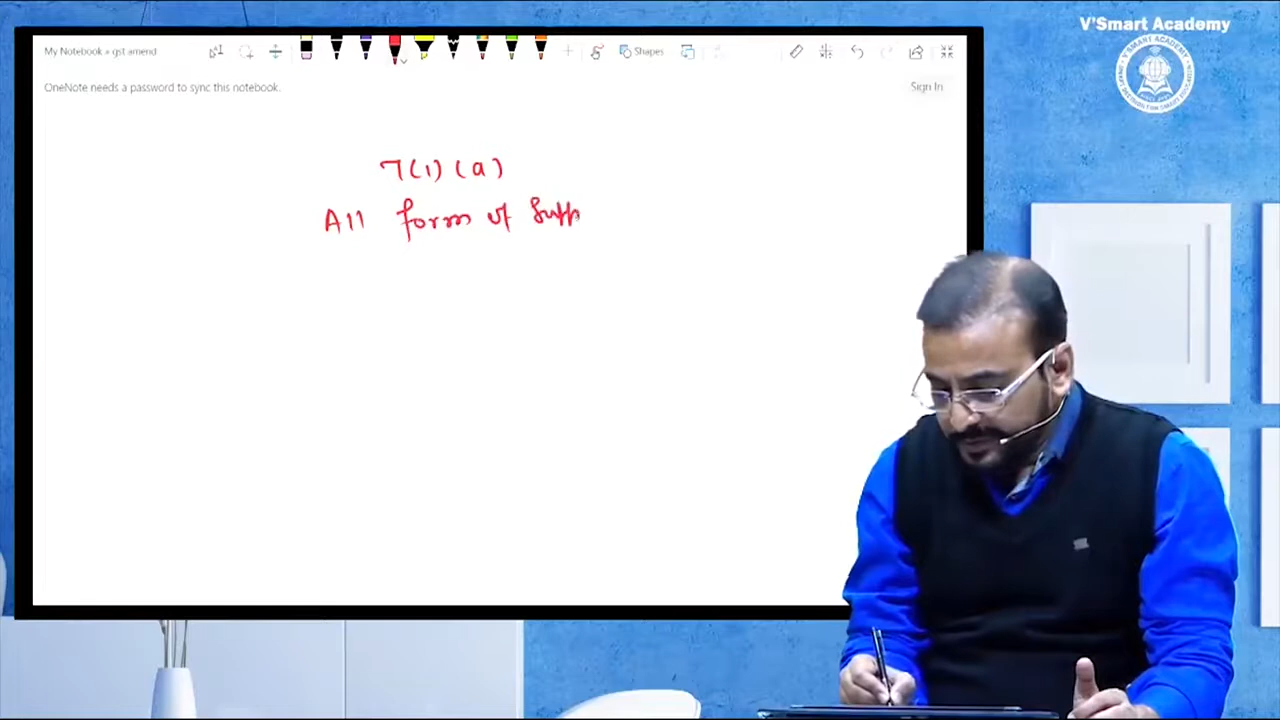 V'Smart Academy
My Notebook » gst amend
Shapes
OneNote needs a password to sync this notebook.
Sign In
7(1) (a)
All form of Supp